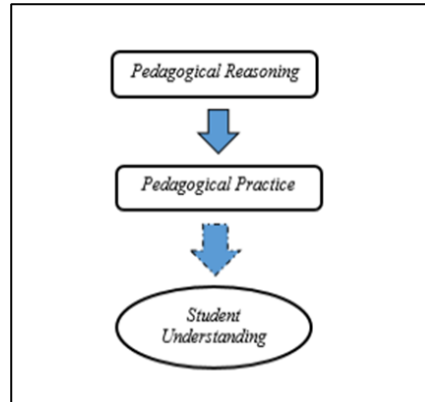 Pedagogical Reasoning
Pedagogical Practice
Student
Understanding